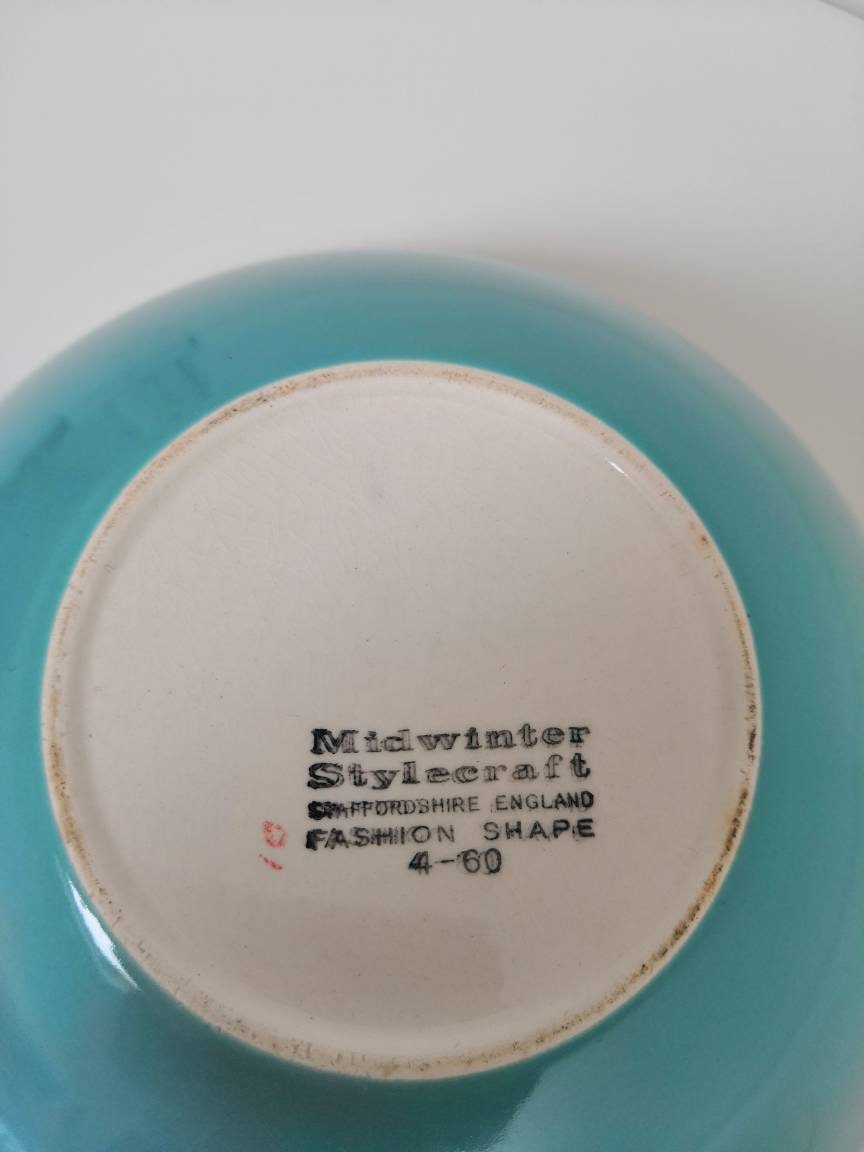 Midwinter
Stylecraft
STAFFORDSHIRE ENGLAND
FASHION SHAPE
4-60